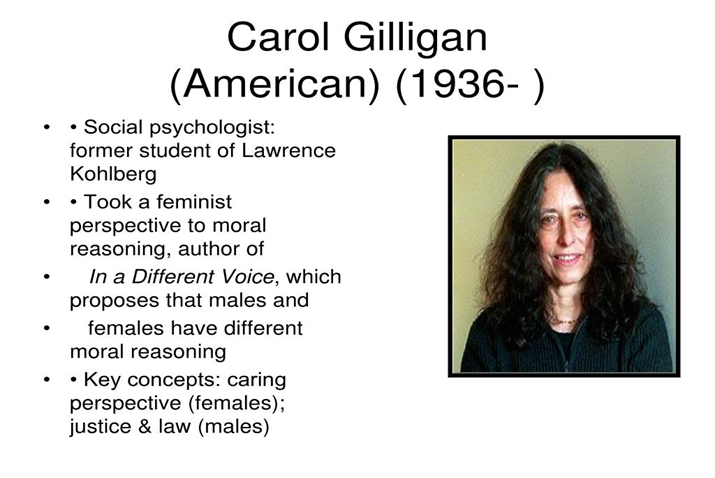 Carol Gilligan
(American) (1936- )
• • Social psychologist:
former student of Lawrence
Kohlberg
• • Took a feminist
perspective to moral
reasoning, author of
• In a Different Voice, which
proposes that males and
• females have different
moral reasoning
• • Key concepts: caring
perspective (females);
justice & law (males)